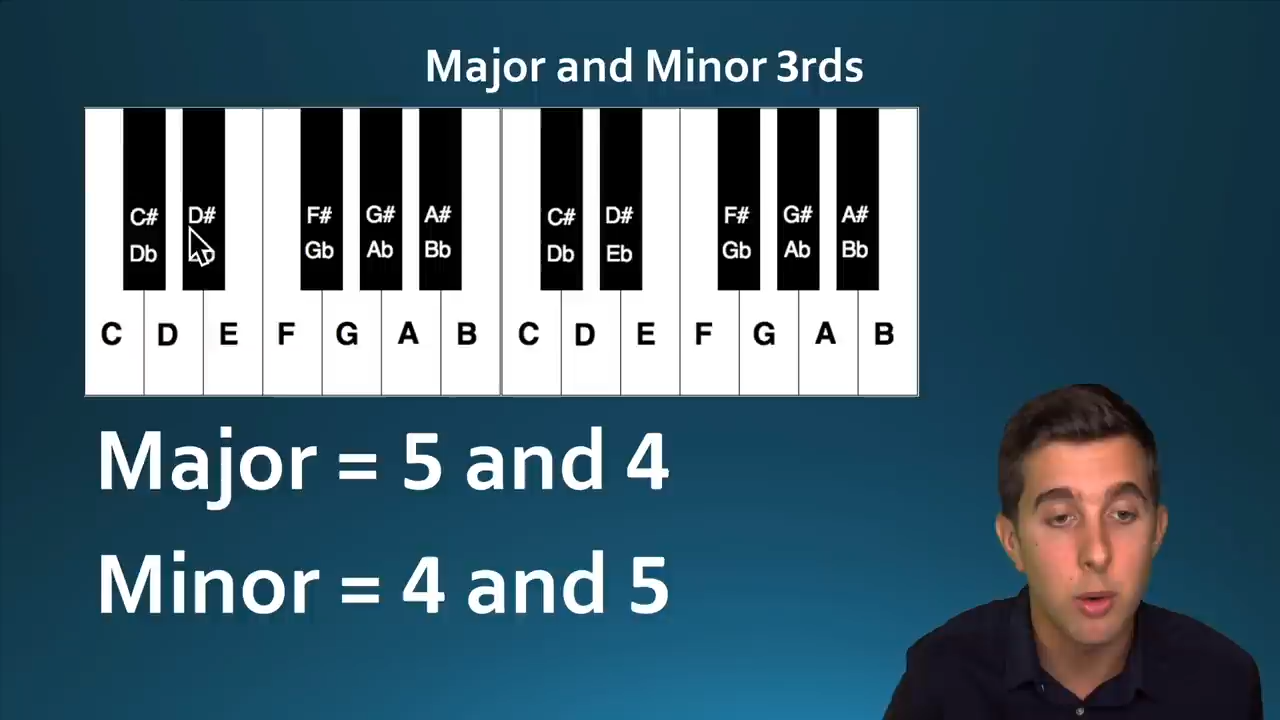 Major and Minor 3rds
C# D# F# G# A# C# D# F# G# A#
Db Gb Ab Bb Db Eb Gb Ab Bb
C D E F G A B C D E F G A B
Major = 5 and 4
Minor = 4 and 5